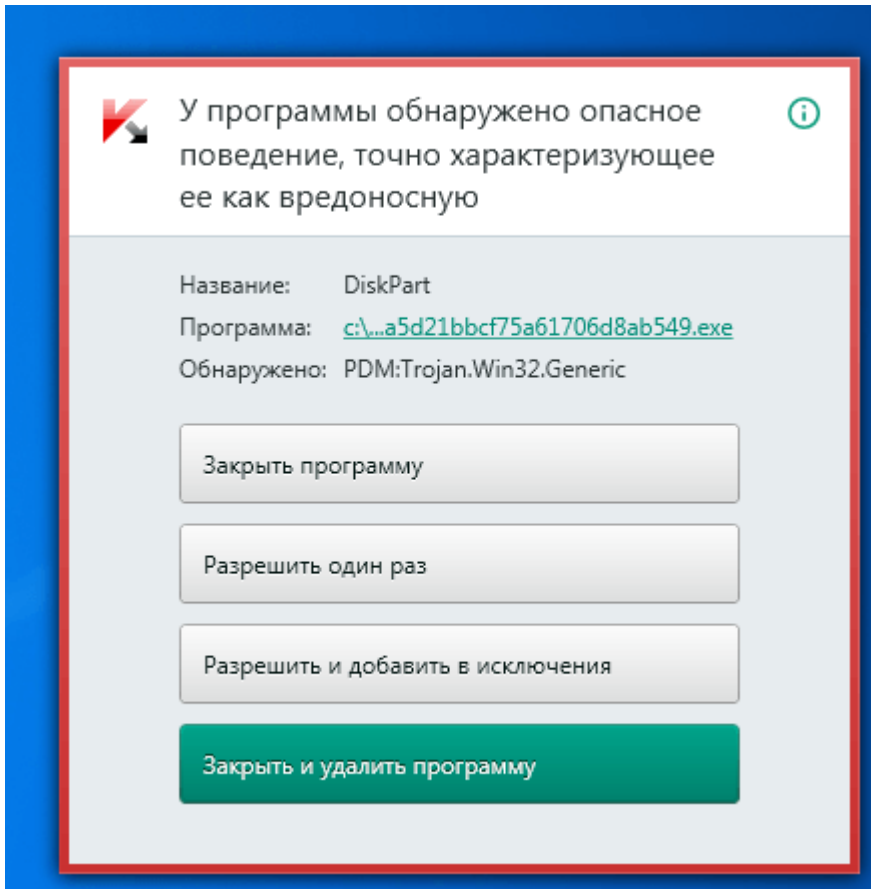 У программы обнаружено опасное
поведение, точно характеризующее
ее как вредоносную
Название: DiskPart
Программа: c:\...a5d21bbcf75a61706d8ab549.exe
Обнаружено: PDM:Trojan.Win32.Generic
Закрыть программу
Разрешить один раз
Разрешить и добавить в исключения
Закрыть и удалить программу